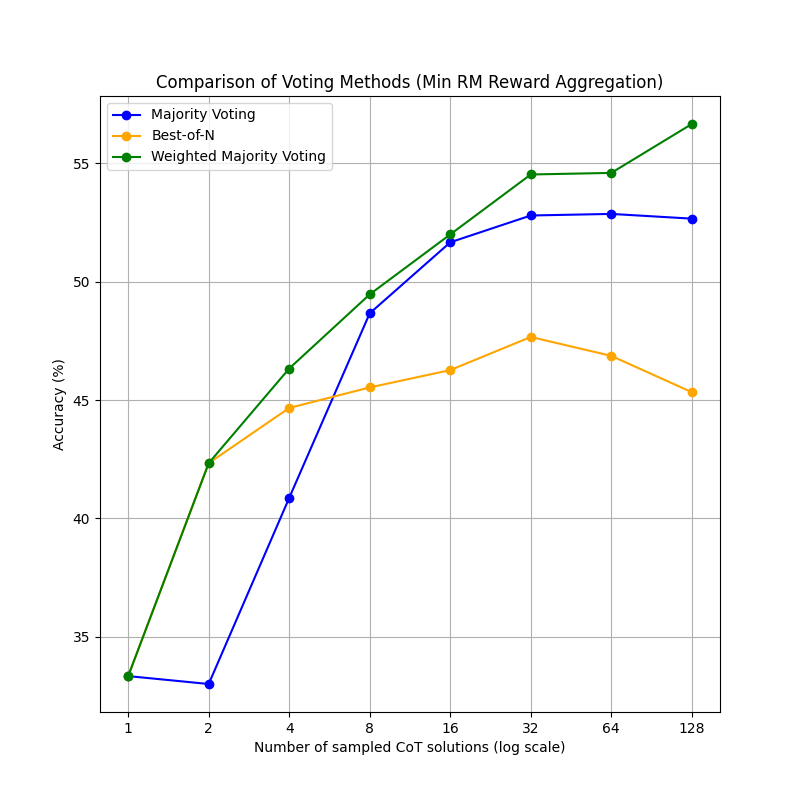 Comparison of Voting Methods (Min RM Reward Aggregation)
Majority Voting
Best-of-N
Weighted Majority Voting
55
50
45
40
35
Accuracy (%)
1 2 4 8 16 32 64 128
Number of sampled CoT solutions (log scale)